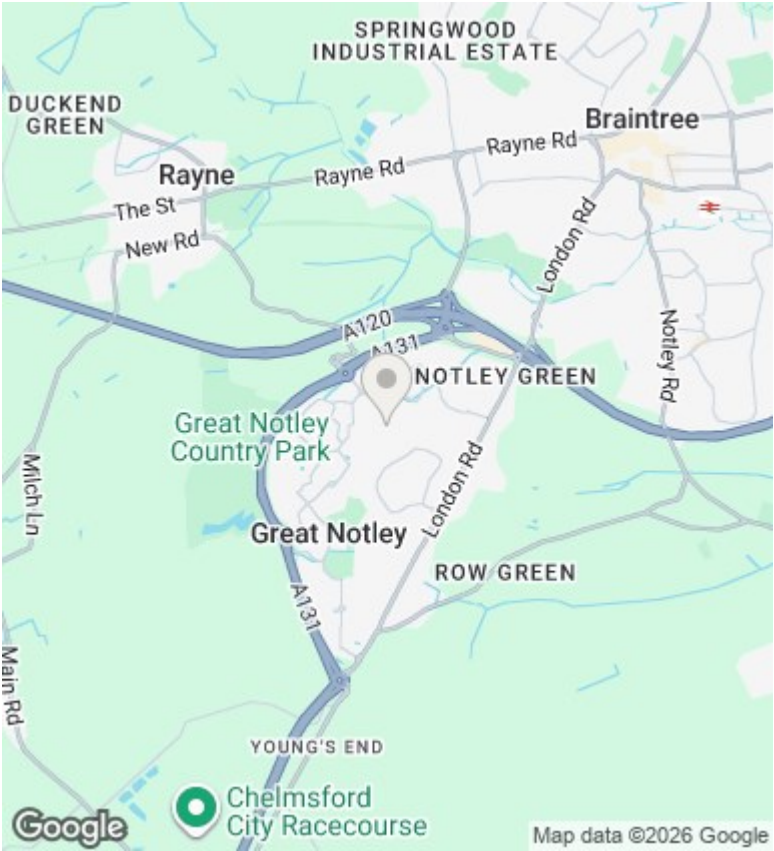 SPRINGWOOD
INDUSTRIAL ESTATE
DUCKEND
GREEN
Braintree
Rayne Rd
Rayne
Rayne Rd
The St
New Rd
London Rd
A120
A131
Notley Rd
NOTLEY GREEN
Great Notley
Country Park
Milch Ln
London Rd
Great Notley
ROW GREEN
A131
Main Rd
YOUNG'S END
Chelmsford
City Racecourse
Google
Map data ©2026 Google